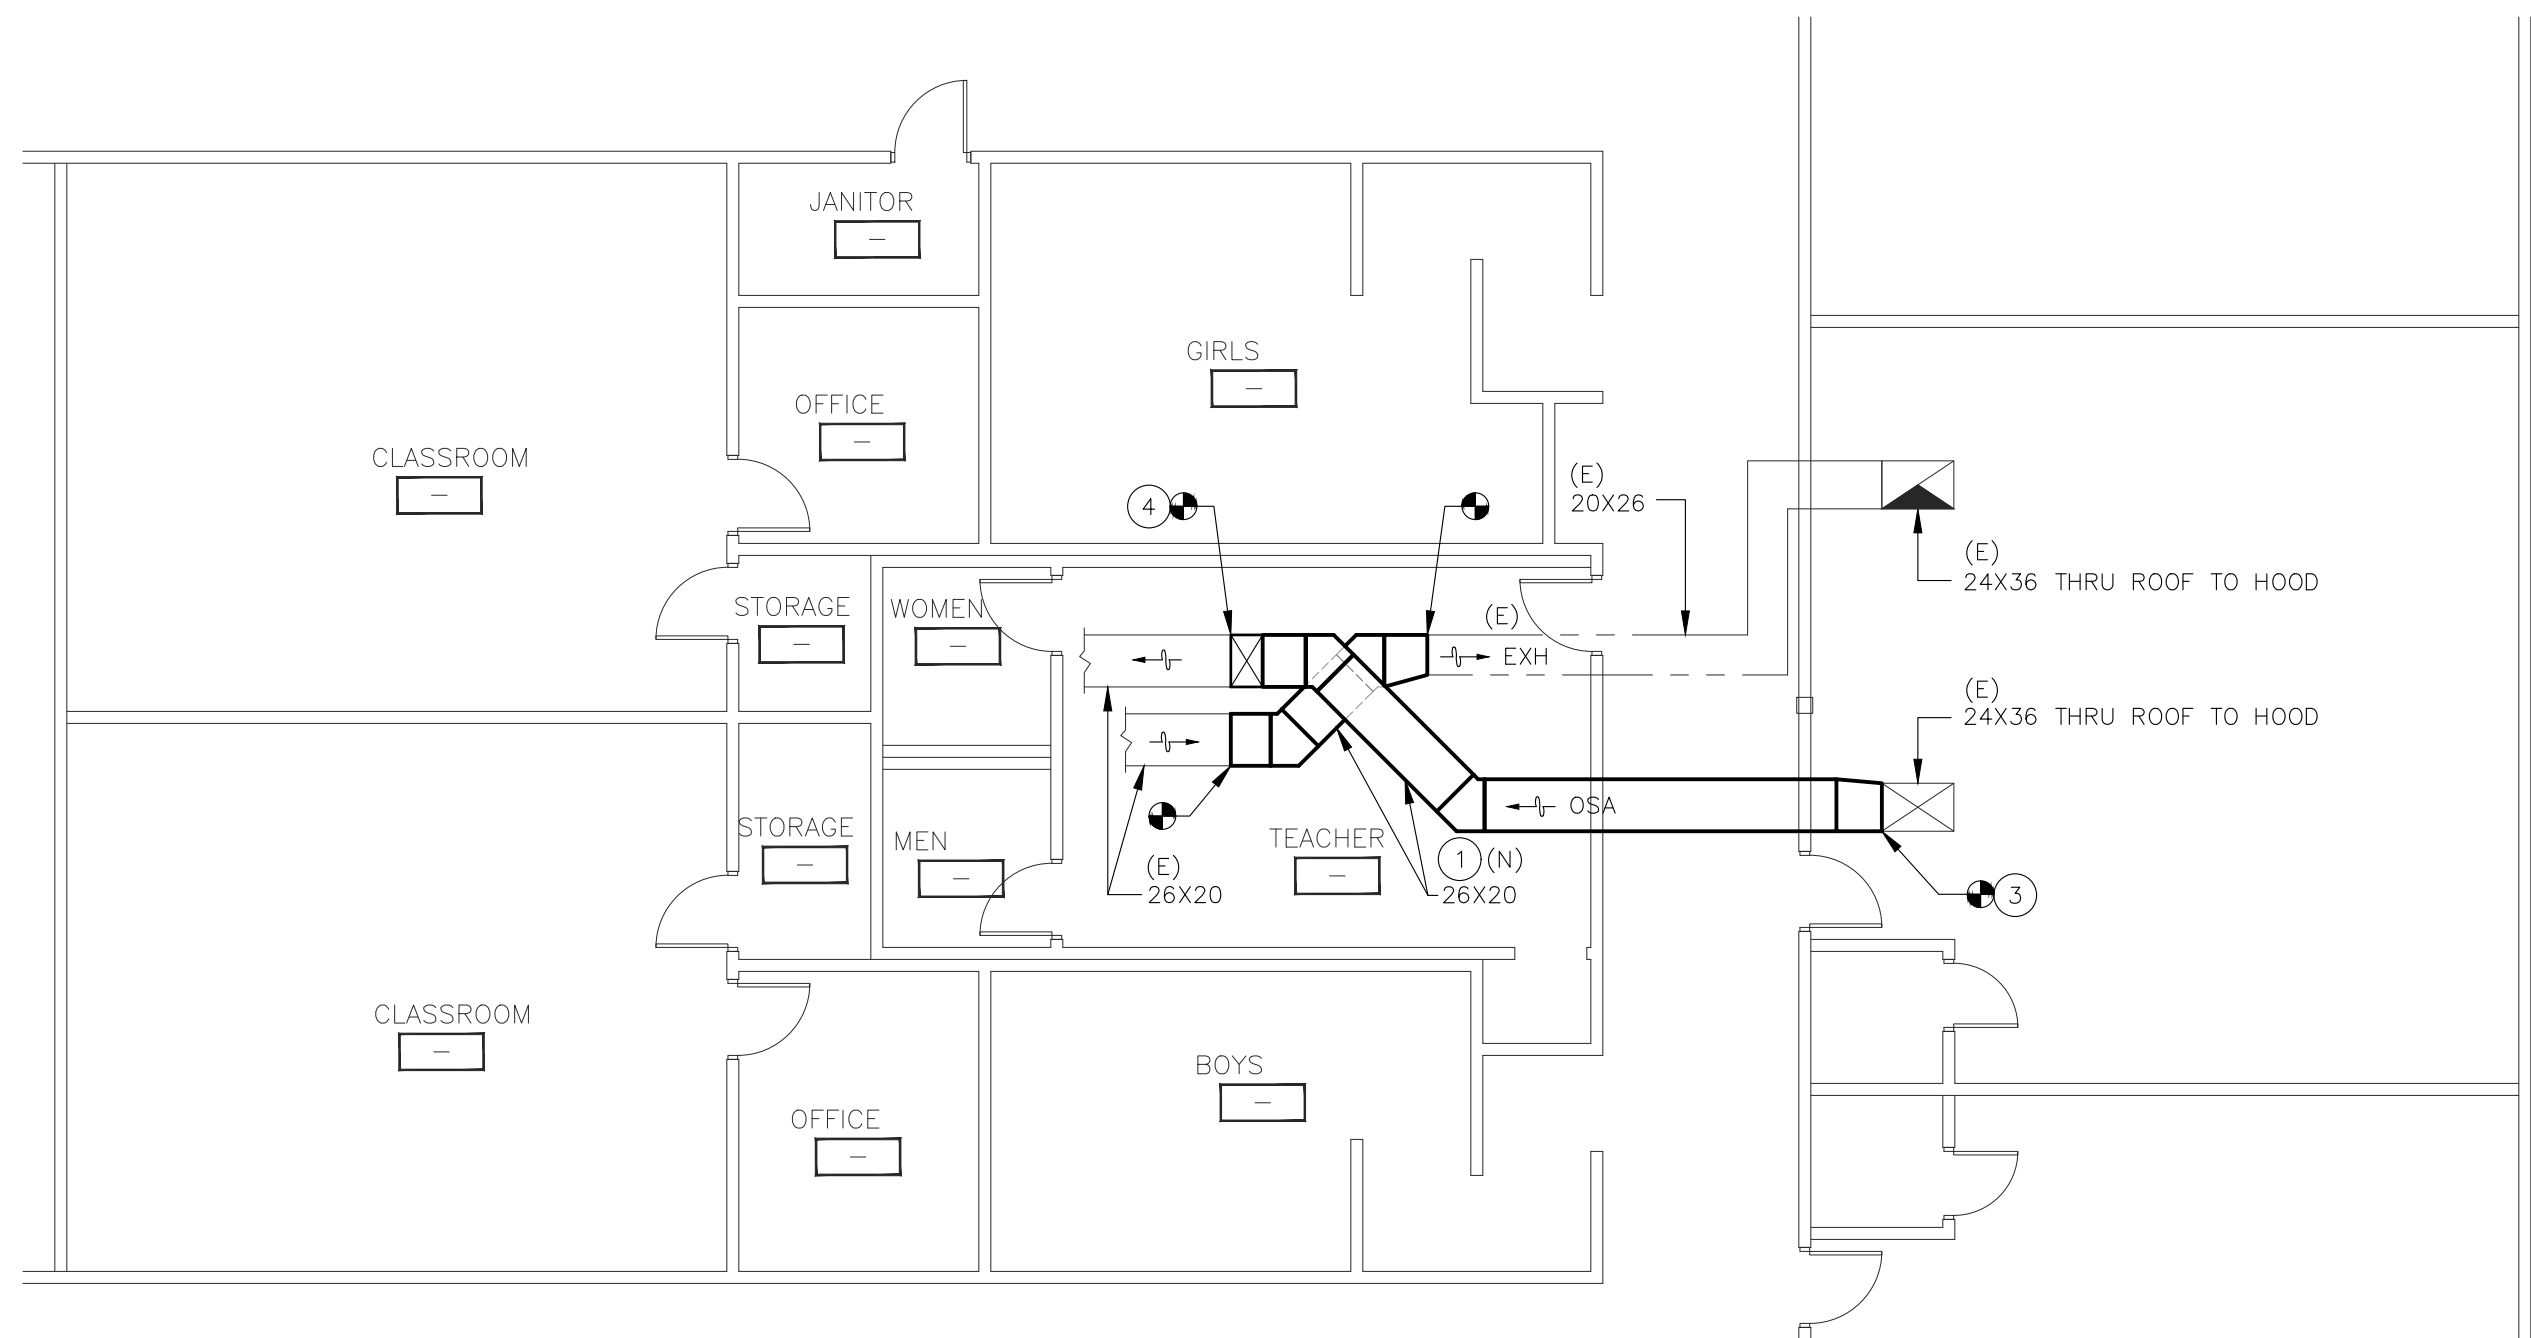 JANITOR
—
GIRLS
—
OFFICE
—
CLASSROOM
—
(E)
20X26
4
(E)
24X36 THRU ROOF TO HOOD
STORAGE
—
WOMEN
—
(E)
EXH
(E)
24X36 THRU ROOF TO HOOD
OSA
STORAGE
—
MEN
—
TEACHER
—
(E)
26X20
1 (N)
26X20
3
CLASSROOM
—
BOYS
—
OFFICE
—